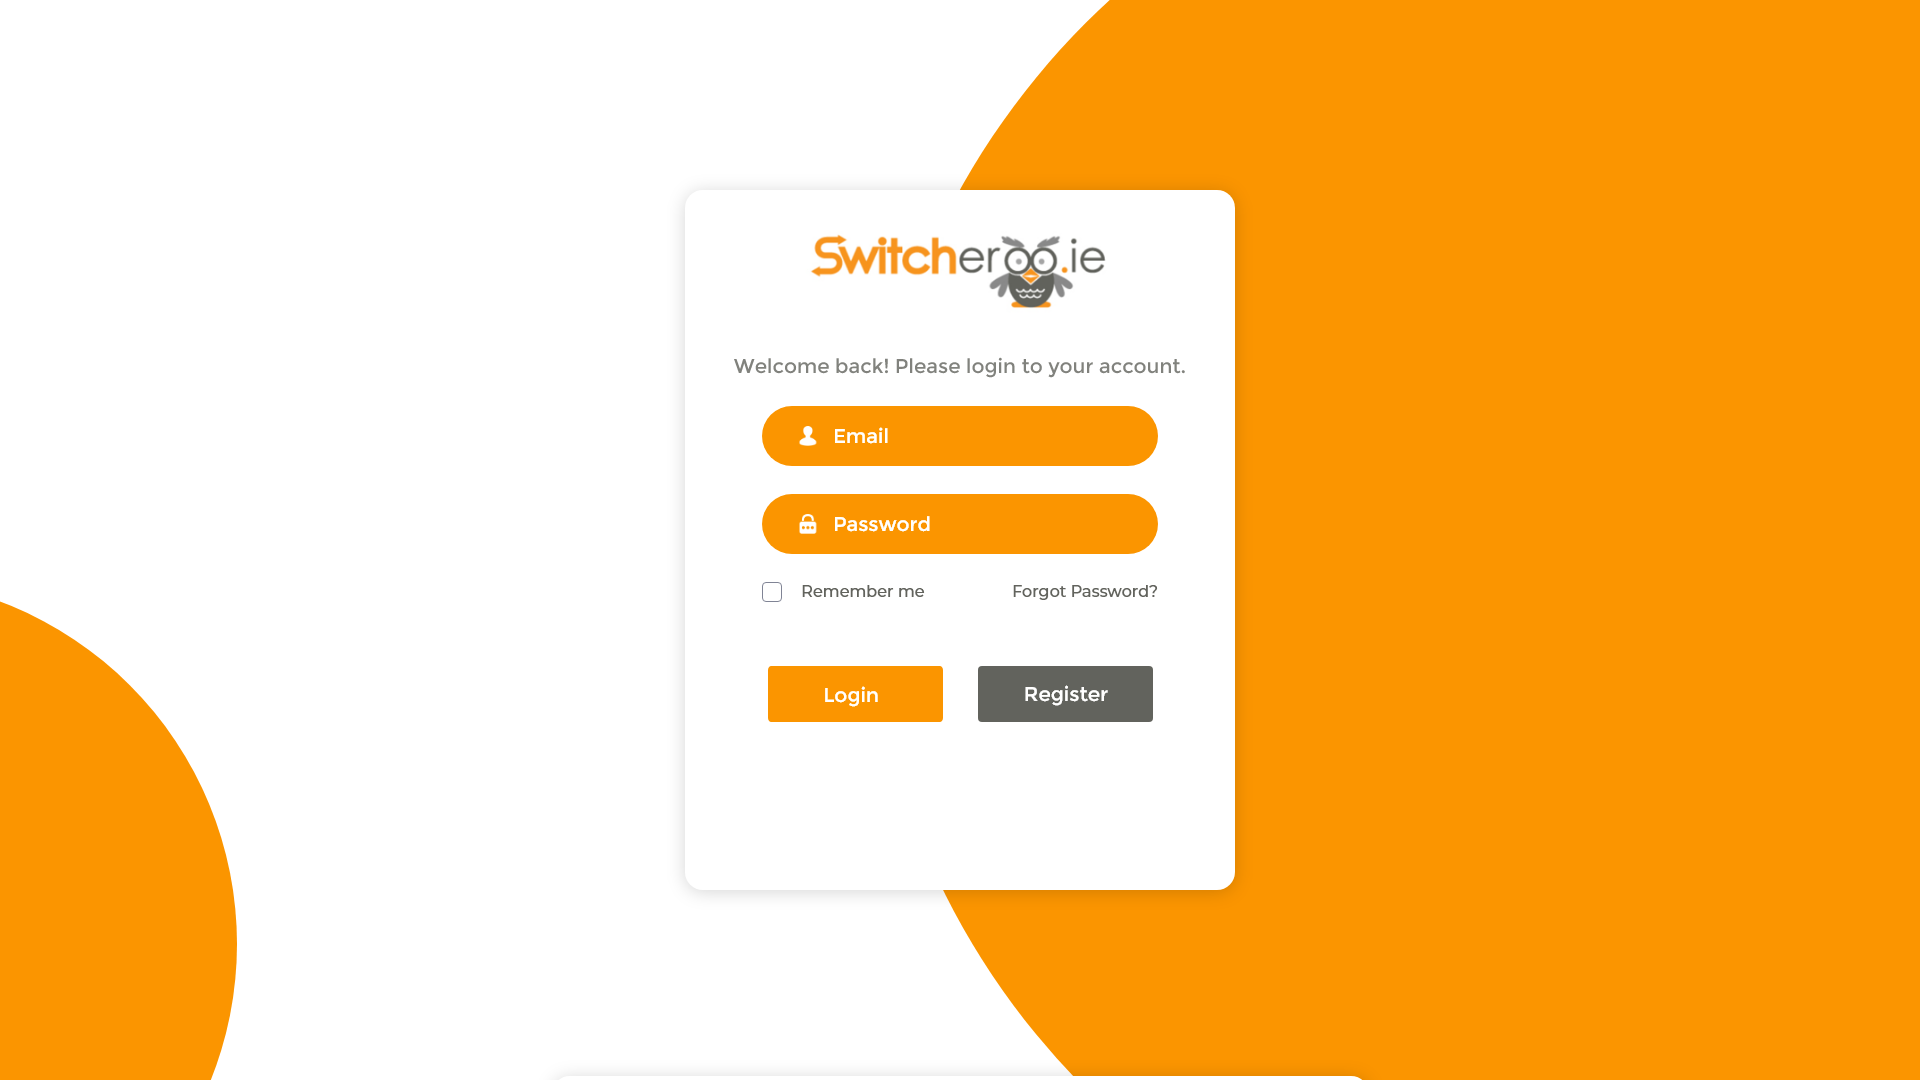 Switcheroo.ie
Welcome back! Please login to your account.
Email
Password
Remember me
Forgot Password?
Login
Register